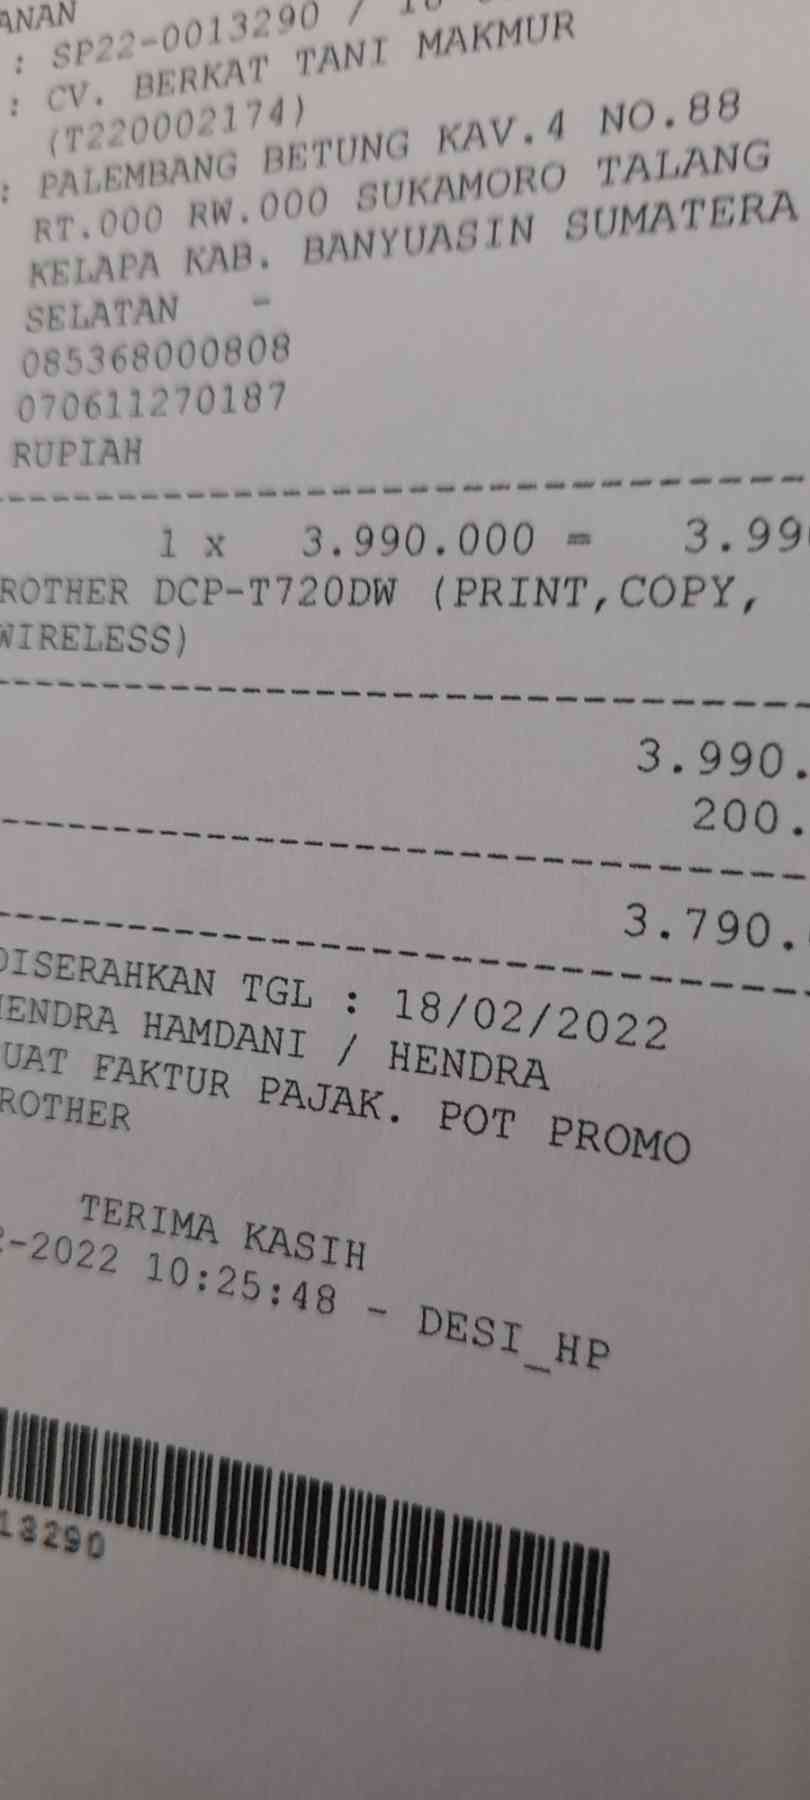 ANAN
: SP22-0013290 /
: CV. BERKAT TANI MAKMUR
(T220002174)
: PALEMBANG BETUNG KAV.4 NO.88
RT.000 RW.000 SUKAMORO TALANG
KELAPA KAB. BANYUASIN SUMATERA
SELATAN -
085368000808
070611270187
RUPIAH
1 x 3.990.000 = 3.99
ROTHER DCP-T720DW (PRINT,COPY,
WIRELESS)
3.990.
200.
3.790.
DISERAHKAN TGL : 18/02/2022
HENDRA HAMDANI / HENDRA
UAT FAKTUR PAJAK. POT PROMO
ROTHER
TERIMA KASIH
2-2022 10:25:48 - DESI_HP
13290